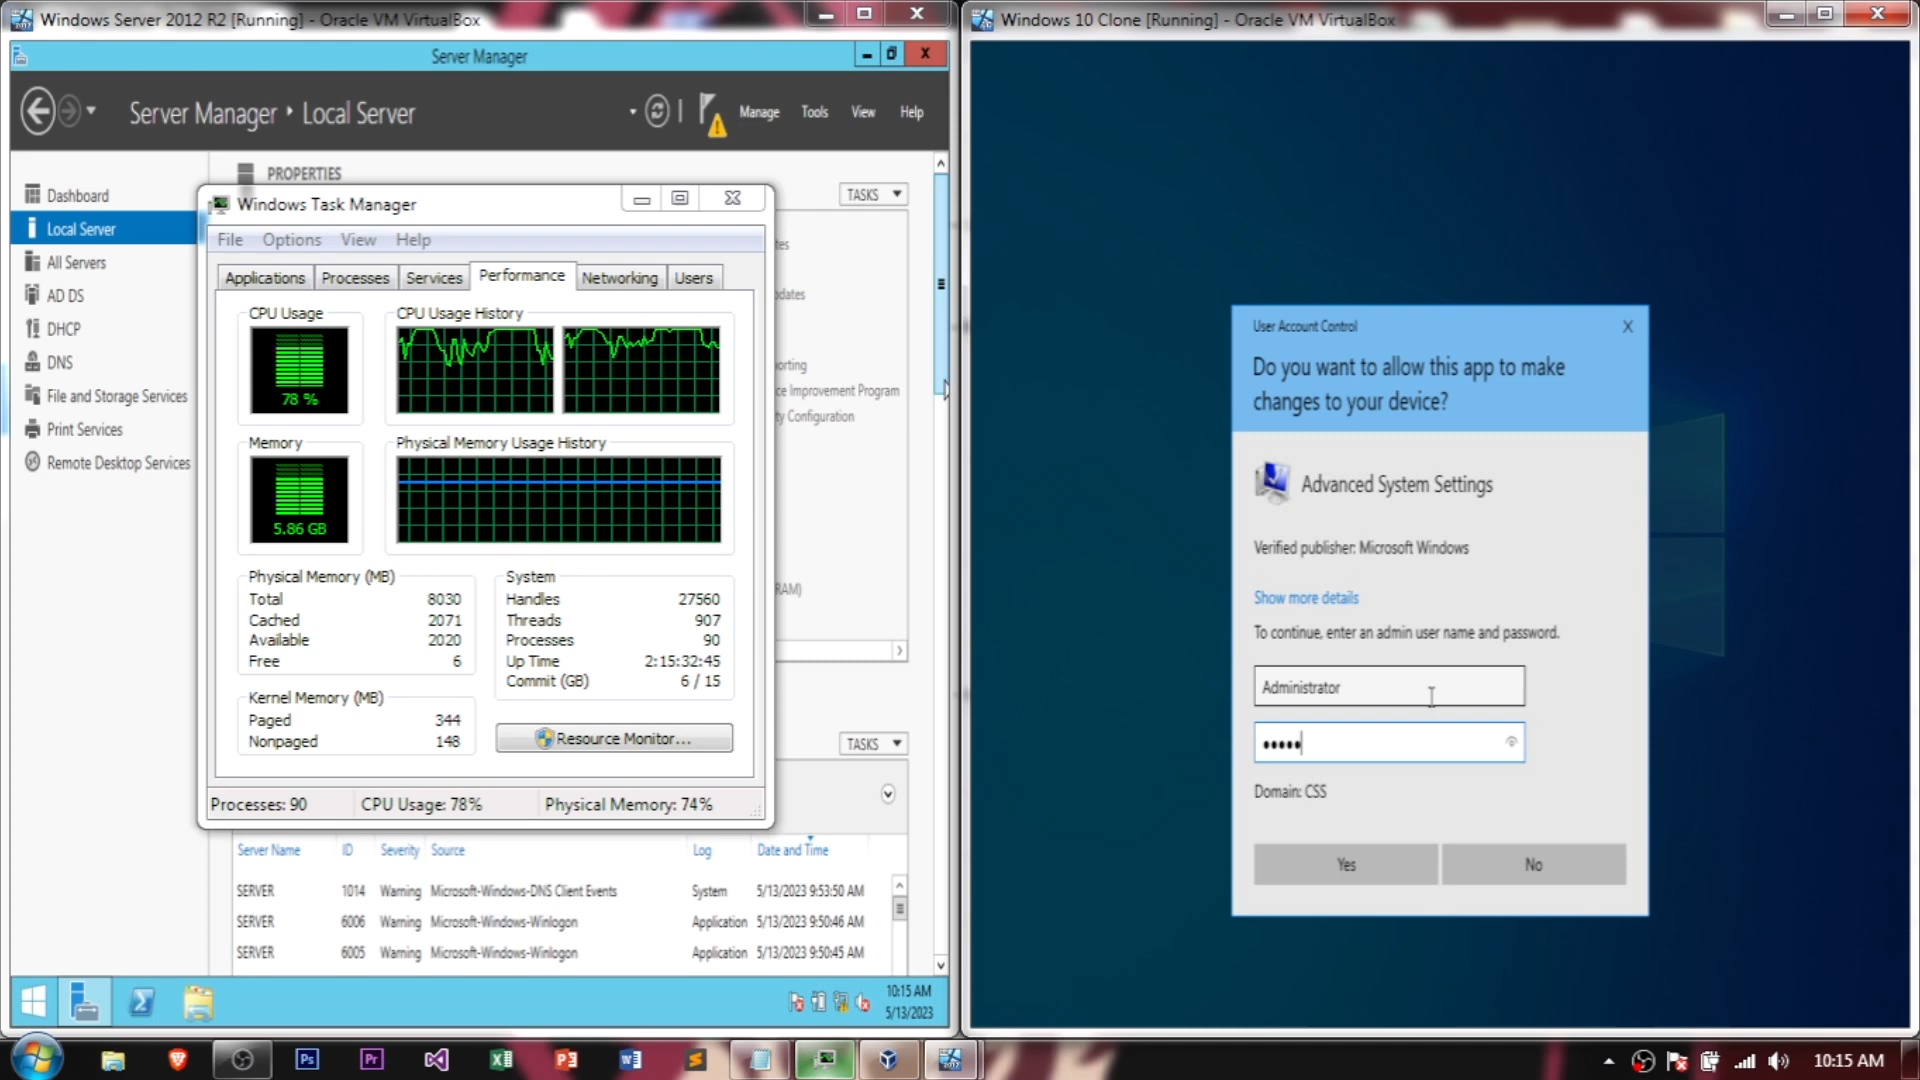 Windows Server 2012 R2 [Running] - Oracle VM VirtualBox
Server Manager
Server Manager • Local Server
Manage Tools View Help
Dashboard
Local Server
All Servers
AD DS
DHCP
DNS
File and Storage Services
Print Services
Remote Desktop Services
PROPERTIES
TASKS
Windows Task Manager
File Options View Help
Applications Processes Services Performance Networking Users
CPU Usage
78 %
CPU Usage History
Memory
5.86 GB
Physical Memory Usage History
Physical Memory (MB)
Total 8030
Cached 2071
Available 2020
Free 6
Kernel Memory (MB)
Paged 344
Nonpaged 148
System
Handles 27560
Threads 907
Processes 90
Up Time 2:15:32:45
Commit (GB) 6 / 15
Resource Monitor...
Processes: 90 CPU Usage: 78% Physical Memory: 74%
Improvement Program
Configuration
TASKS
Server Name ID Severity Source Log Date and Time
SERVER 1014 Warning Microsoft-Windows-DNS Client Events System 5/13/2023 9:53:50 AM
SERVER 6006 Warning Microsoft-Windows-Winlogon Application 5/13/2023 9:50:46 AM
SERVER 6005 Warning Microsoft-Windows-Winlogon Application 5/13/2023 9:50:45 AM
10:15 AM
5/13/2023
Windows 10 Clone [Running] - Oracle VM VirtualBox
User Account Control
Do you want to allow this app to make
changes to your device?
Advanced System Settings
Verified publisher: Microsoft Windows
Show more details
To continue, enter an admin user name and password.
Administrator
Domain: CSS
Yes
No
Ps
Pr
10:15 AM